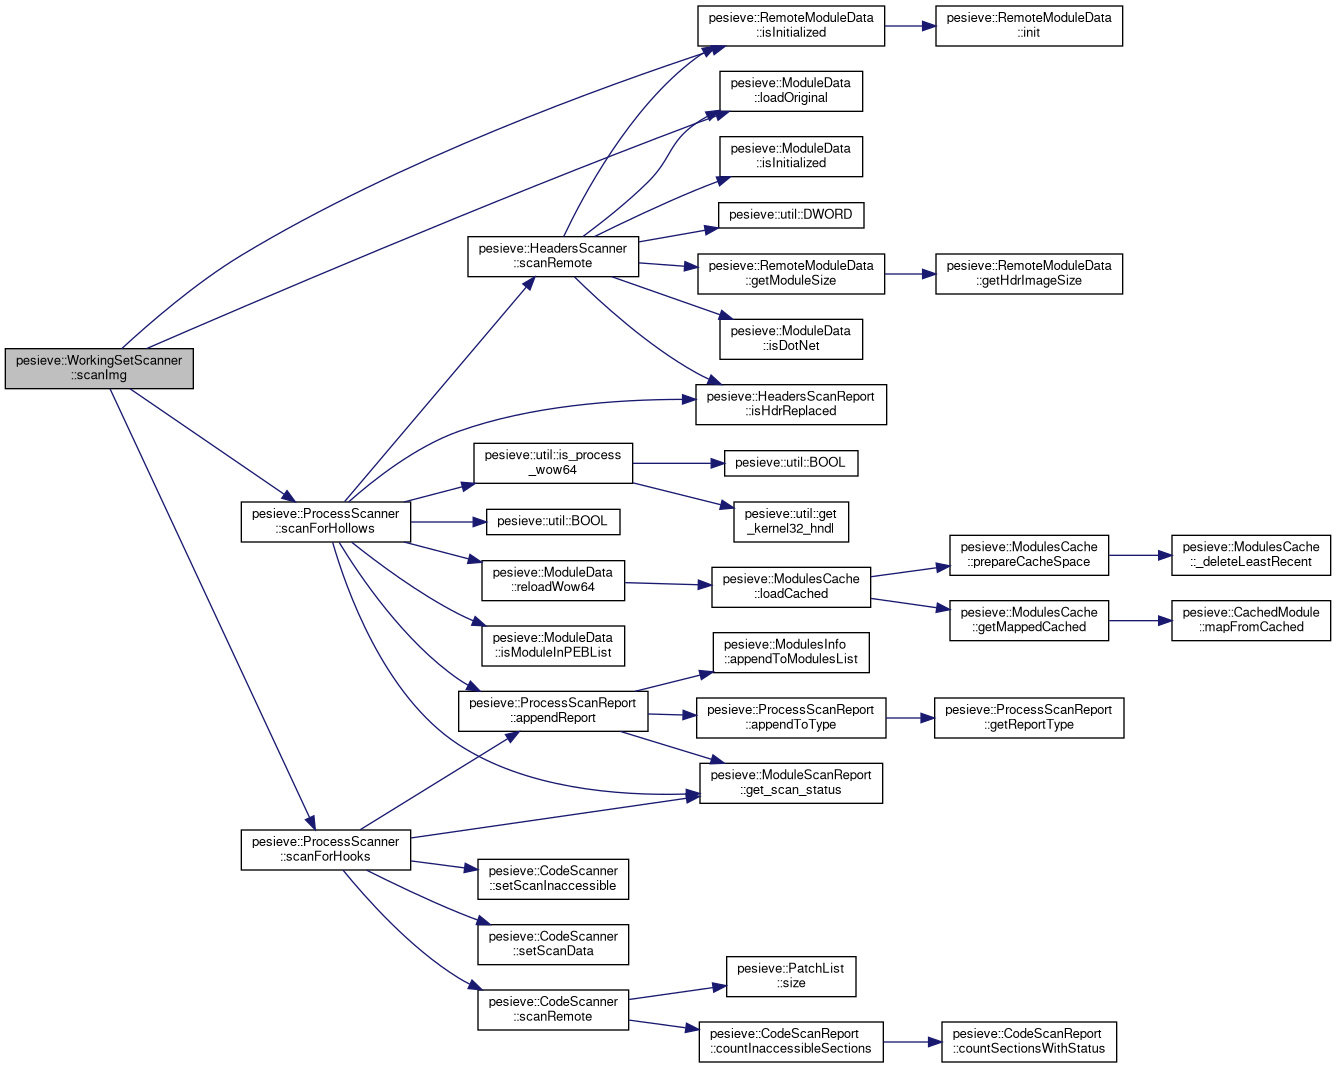 pesieve::RemoteModuleData
::isInitialized
pesieve::RemoteModuleData
::init
pesieve::ModuleData
::loadOriginal
pesieve::ModuleData
::isInitialized
pesieve::util::DWORD
pesieve::HeadersScanner
::scanRemote
pesieve::RemoteModuleData
::getModuleSize
pesieve::RemoteModuleData
::getHdrImageSize
pesieve::ModuleData
::isDotNet
pesieve::WorkingSetScanner
::scanImg
pesieve::HeadersScanReport
::isHdrReplaced
pesieve::util::is_process
_wow64
pesieve::util::BOOL
pesieve::ProcessScanner
::scanForHollows
pesieve::util::BOOL
pesieve::util::get
_kernel32_hndl
pesieve::ModulesCache
::prepareCacheSpace
pesieve::ModulesCache
::_deleteLeastRecent
pesieve::ModuleData
::reloadWow64
pesieve::ModulesCache
::loadCached
pesieve::ModulesCache
::getMappedCached
pesieve::CachedModule
::mapFromCached
pesieve::ModuleData
::isModuleInPEBList
pesieve::ModulesInfo
::appendToModulesList
pesieve::ProcessScanReport
::appendReport
pesieve::ProcessScanReport
::appendToType
pesieve::ProcessScanReport
::getReportType
pesieve::ModuleScanReport
::get_scan_status
pesieve::ProcessScanner
::scanForHooks
pesieve::CodeScanner
::setScanInaccessible
pesieve::CodeScanner
::setScanData
pesieve::PatchList
::size
pesieve::CodeScanner
::scanRemote
pesieve::CodeScanReport
::countInaccessibleSections
pesieve::CodeScanReport
::countSectionsWithStatus